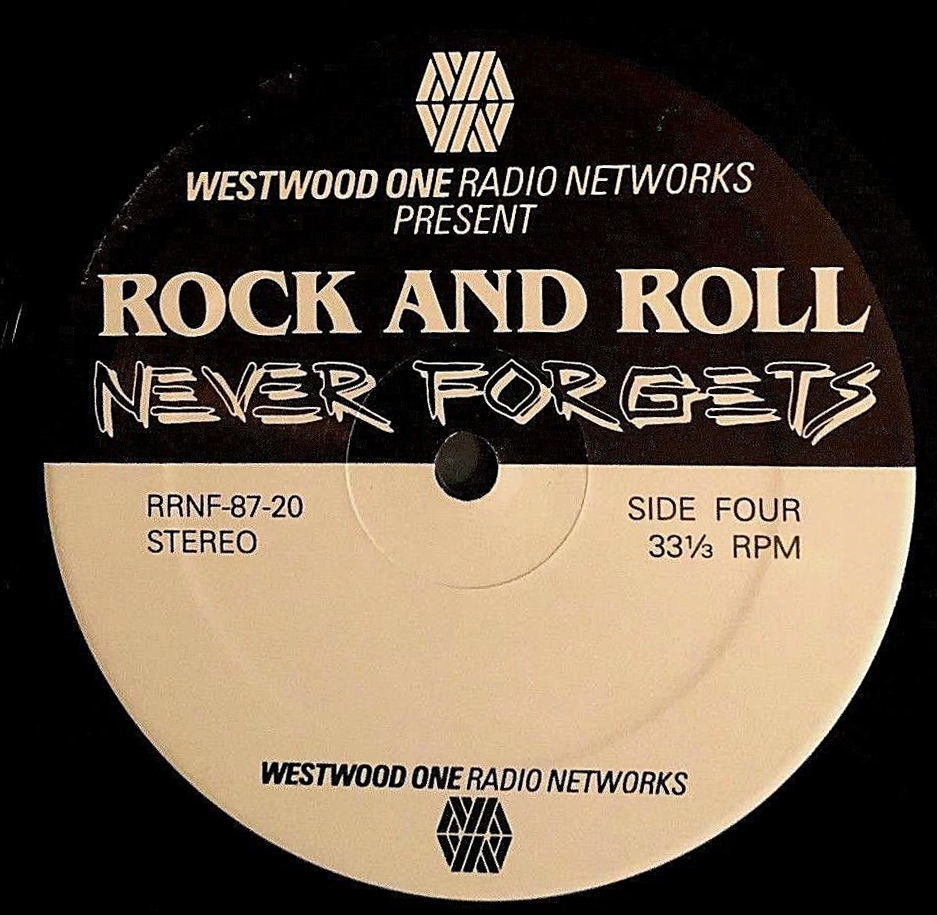 WESTWOOD ONE RADIO NETWORKS
PRESENT
ROCK AND ROLL
NEVER FORGETS
RRNF-87-20
STEREO
SIDE FOUR
33⅓ RPM
WESTWOOD ONE RADIO NETWORKS